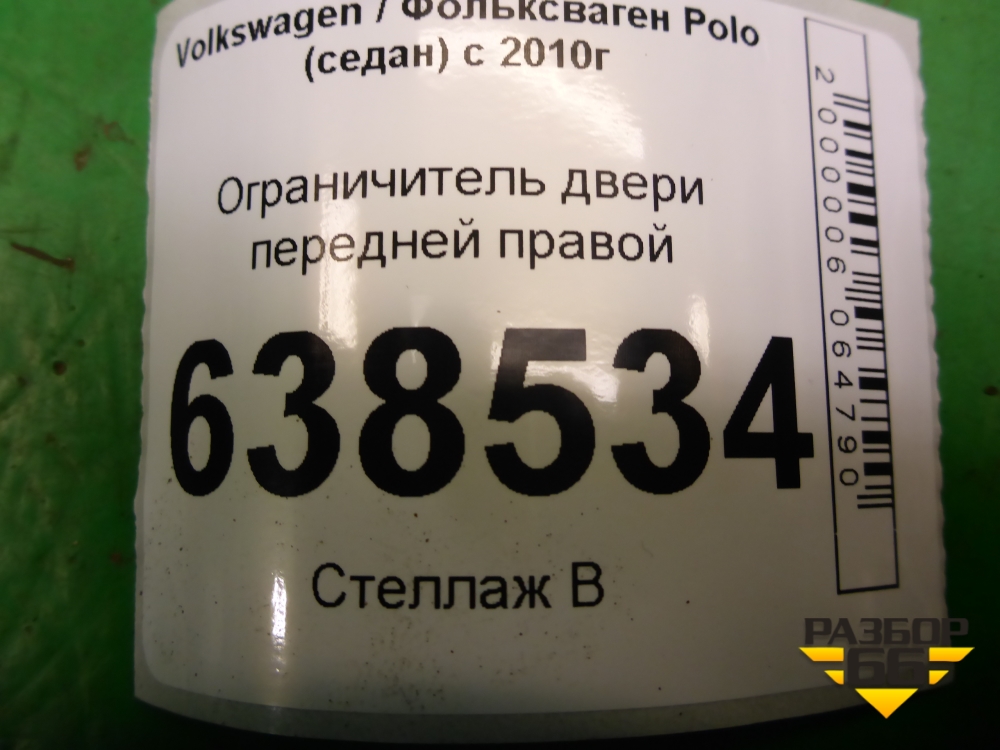 Volkswagen / Фольксваген Polo
(седан) с 2010г
Ограничитель двери
передней правой
638534
Стеллаж В
2000006064790
РАЗБОР
66